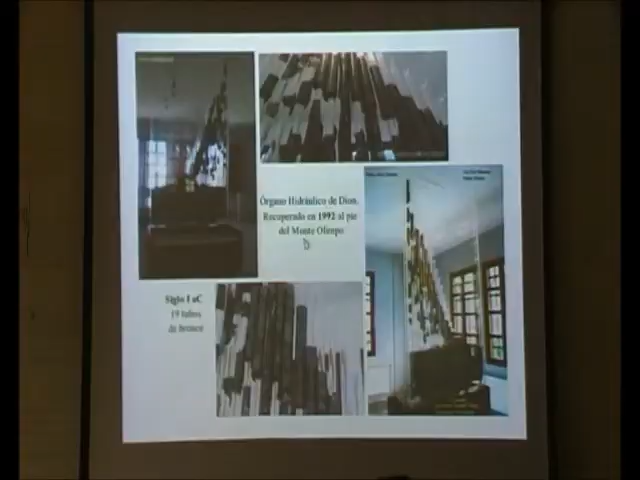 Órgano Hidráulico de Dion.
Recuperado en 1992 al pie
del Monte Olimpo
Siglo I aC
19 tubos
de bronce